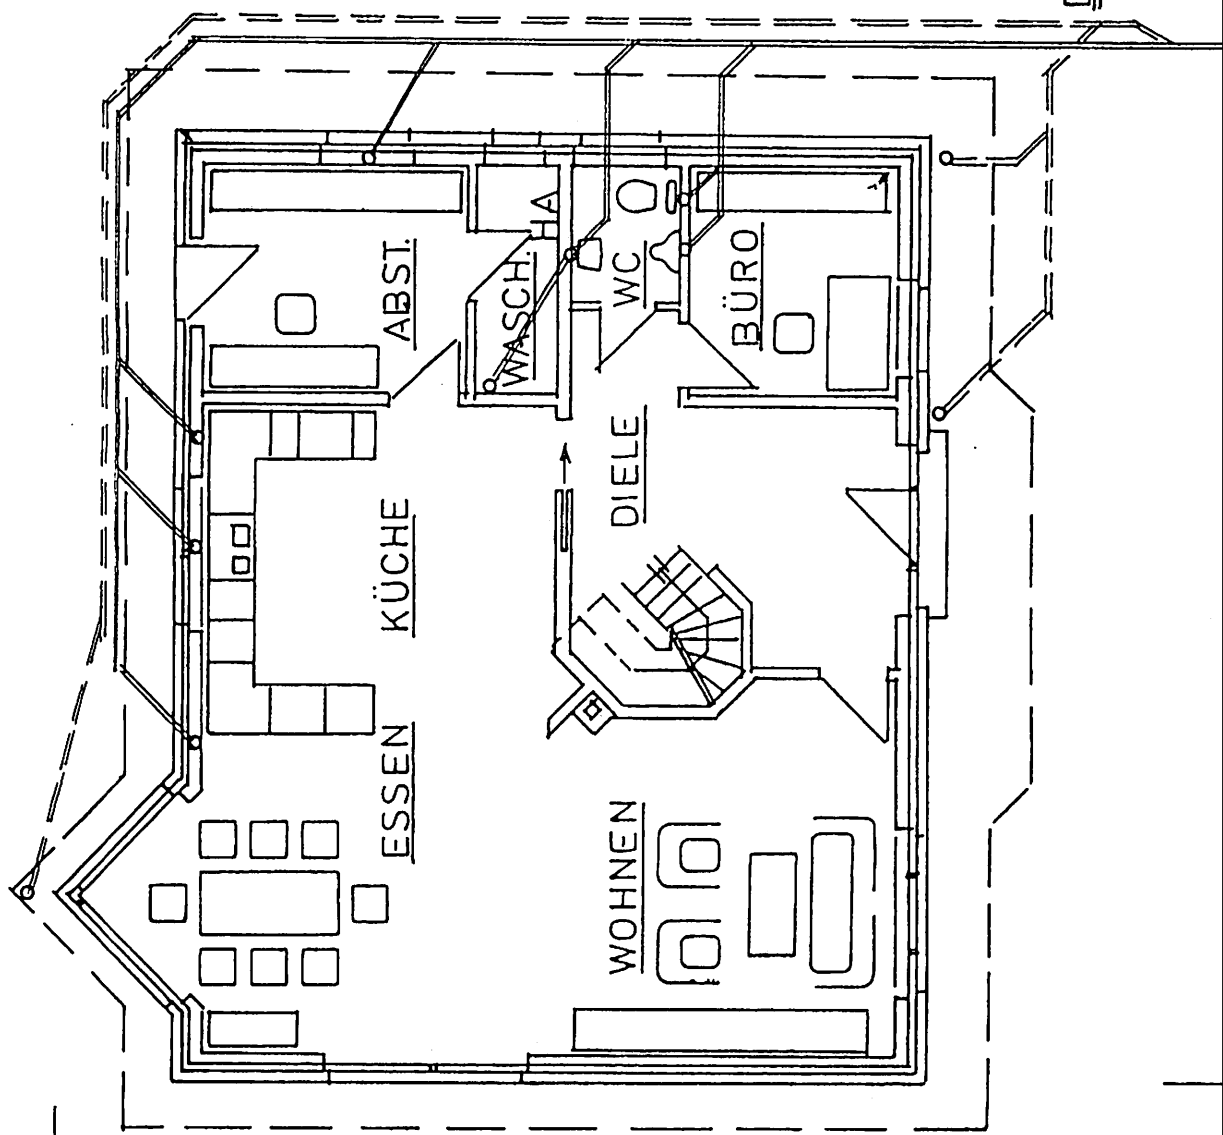 ABST.
HA
WASCH.
WC
BÜRO
KÜCHE
DIELE
ESSEN
WOHNEN